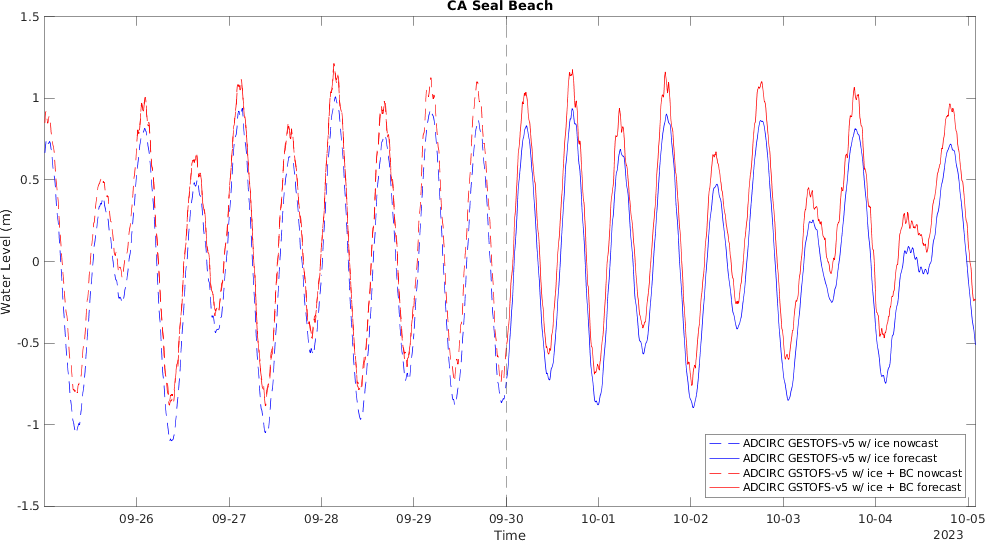 CA Seal Beach
1.5
1
0.5
0
-0.5
-1
-1.5
Water Level (m)
09-26 09-27 09-28 09-29 09-30 10-01 10-02 10-03 10-04 10-05
Time
2023
ADCIRC GESTOFS-v5 w/ ice nowcast
ADCIRC GESTOFS-v5 w/ ice forecast
ADCIRC GSTOFS-v5 w/ ice + BC nowcast
ADCIRC GSTOFS-v5 w/ ice + BC forecast